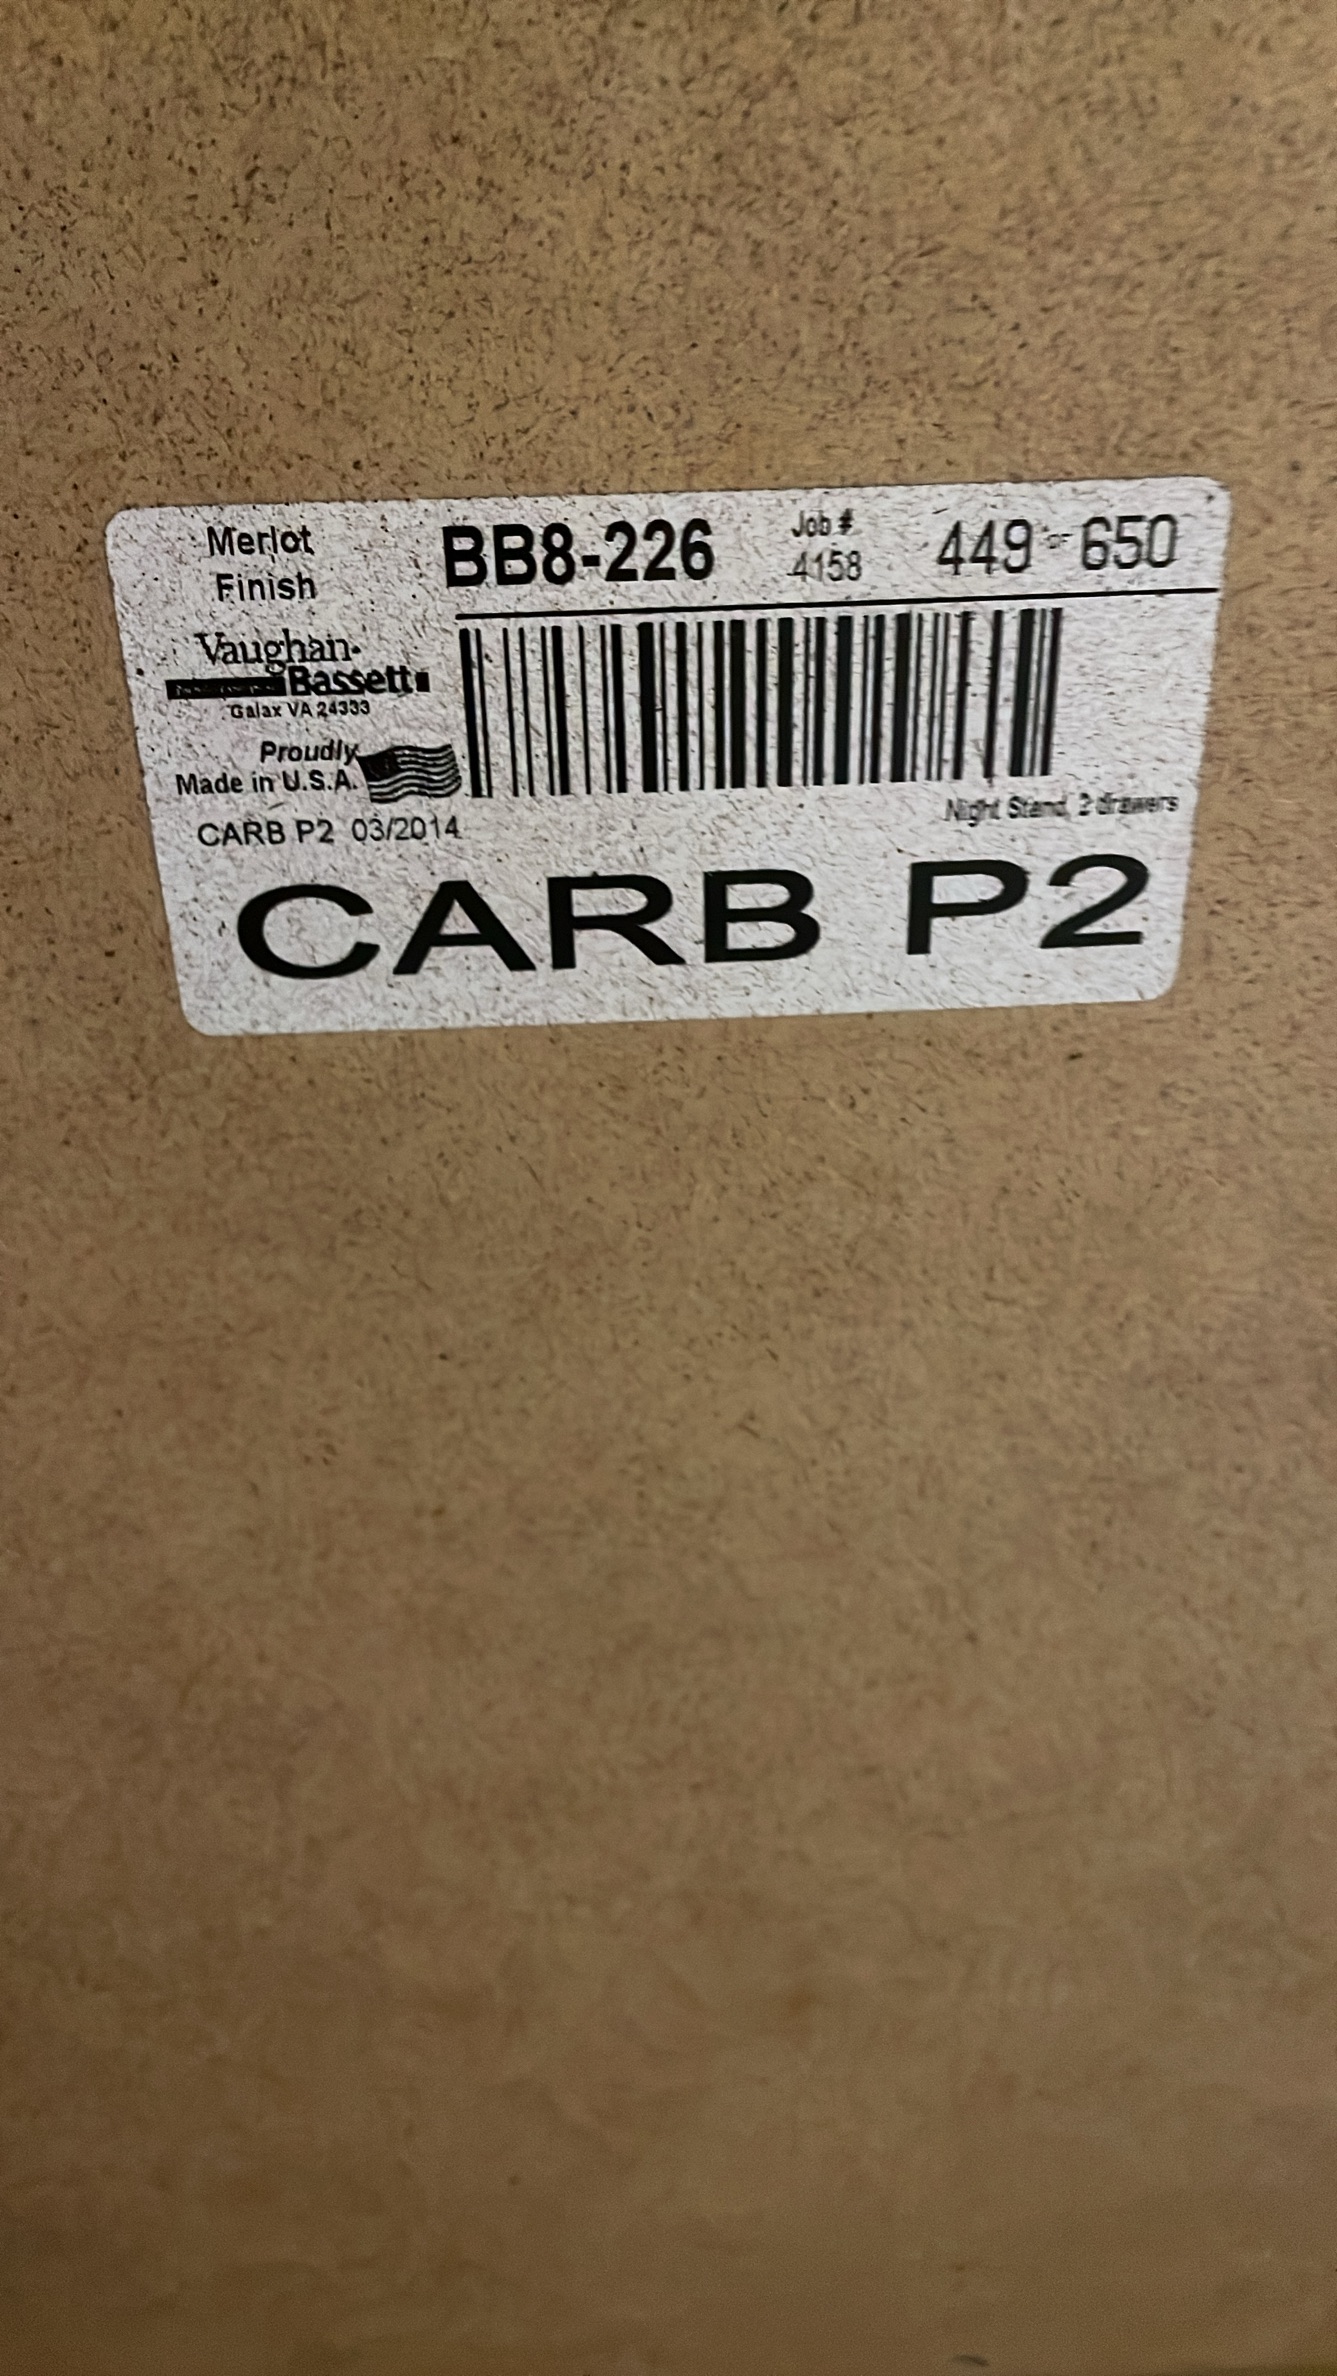 Merlot
Finish
BB8-226
Job #
4158
449 OF 650
Vaughan-
Bassett
Galax VA 24333
Proudly
Made in U.S.A.
CARB P2 03/2014
Night Stand, 2 drawers
CARB P2